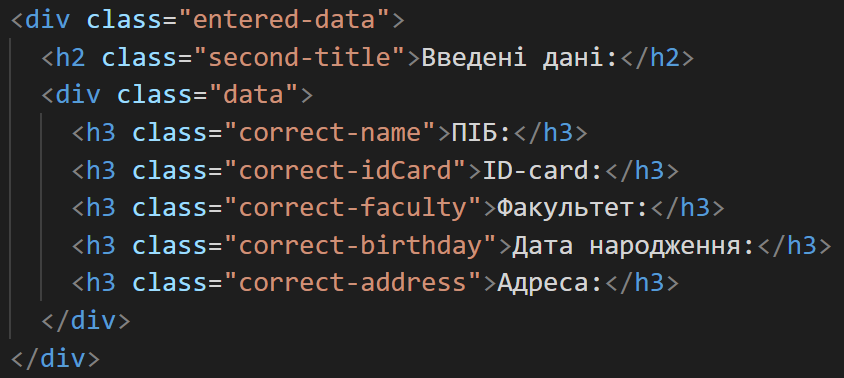 <div class="entered-data">
<h2 class="second-title">Введені дані:</h2>
<div class="data">
<h3 class="correct-name">ПІБ:</h3>
<h3 class="correct-idCard">ID-card:</h3>
<h3 class="correct-faculty">Факультет:</h3>
<h3 class="correct-birthday">Дата народження:</h3>
<h3 class="correct-address">Адреса:</h3>
</div>
</div>